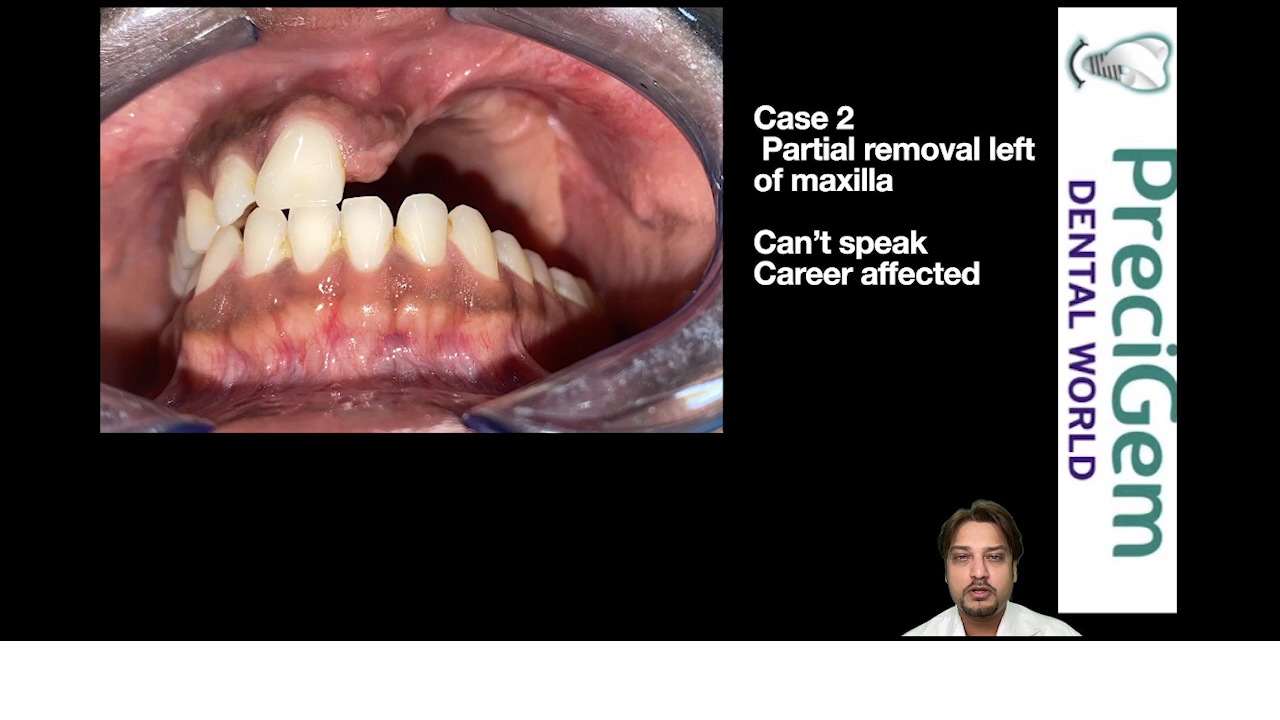 Case 2
Partial removal left
of maxilla
Can't speak
Career affected
PreciGem
DENTAL WORLD